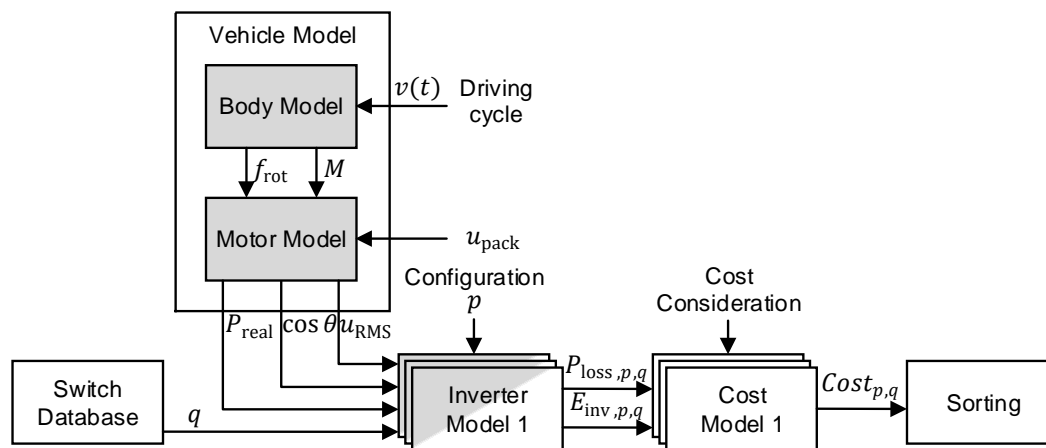 Vehicle Model
Body Model
v(t)
Driving
cycle
f_rot
M
Motor Model
u_pack
Configuration
p
Cost
Consideration
P_real
cos θ
u_RMS
Switch
Database
q
Inverter
Model 1
P_loss,p,q
E_inv,p,q
Cost
Model 1
Cost_p,q
Sorting